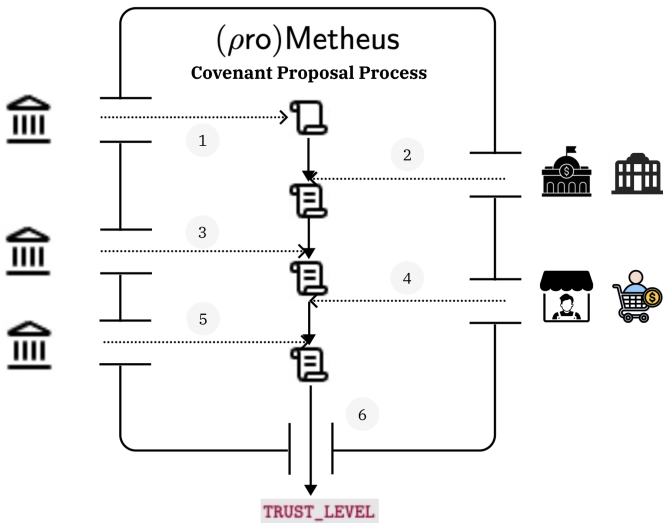 (ρro)Metheus
Covenant Proposal Process
1
2
$
3
4
$
5
6
TRUST_LEVEL